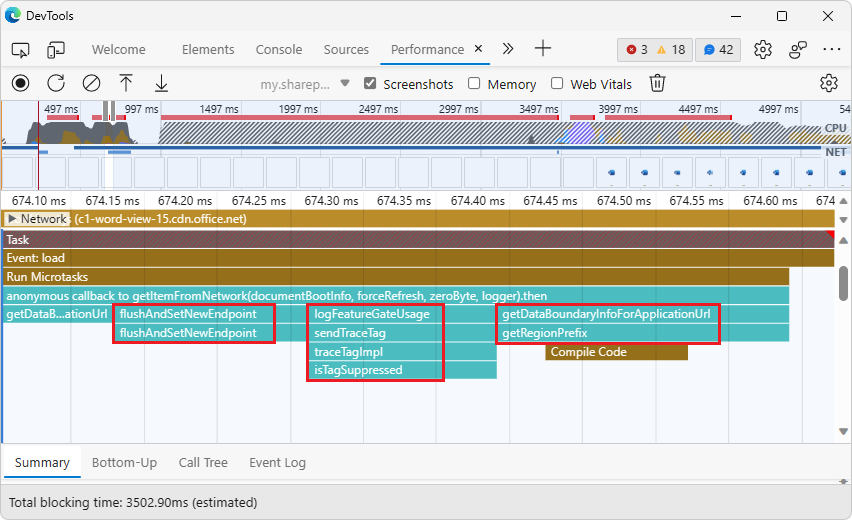 DevTools
Welcome Elements Console Sources Performance 3 18 42
my.sharep... Screenshots Memory Web Vitals
497 ms 997 ms 1497 ms 1997 ms 2497 ms 2997 ms 3497 ms 3997 ms 4497 ms 4997 ms 54
CPU
NET
674.10 ms 674.15 ms 674.20 ms 674.25 ms 674.30 ms 674.35 ms 674.40 ms 674.45 ms 674.50 ms 674.55 ms 674.60 ms 674
Network (c1-word-view-15.cdn.office.net)
Task
Event: load
Run Microtasks
anonymous callback to getItemFromNetwork(documentBootInfo, forceRefresh, zeroByte, logger).then
getDataB...ationUrl flushAndSetNewEndpoint logFeatureGateUsage getDataBoundaryInfoForApplicationUrl
flushAndSetNewEndpoint sendTraceTag getRegionPrefix
traceTagImpl Compile Code
isTagSuppressed
Summary Bottom-Up Call Tree Event Log
Total blocking time: 3502.90ms (estimated)